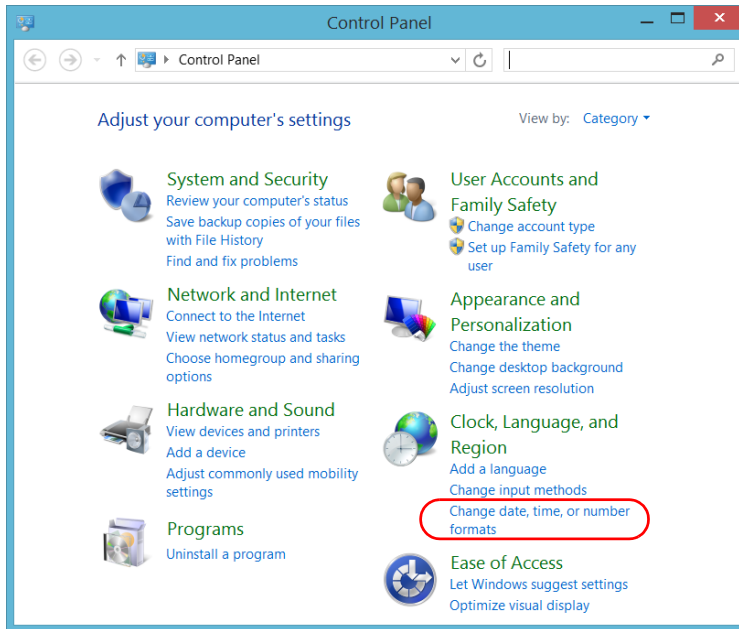 Control Panel
Control Panel
Adjust your computer's settings
View by: Category
System and Security
Review your computer's status
Save backup copies of your files
with File History
Find and fix problems
Network and Internet
Connect to the Internet
View network status and tasks
Choose homegroup and sharing
options
Hardware and Sound
View devices and printers
Add a device
Adjust commonly used mobility
settings
Programs
Uninstall a program
User Accounts and
Family Safety
Change account type
Set up Family Safety for any
user
Appearance and
Personalization
Change the theme
Change desktop background
Adjust screen resolution
Clock, Language, and
Region
Add a language
Change input methods
Change date, time, or number
formats
Ease of Access
Let Windows suggest settings
Optimize visual display